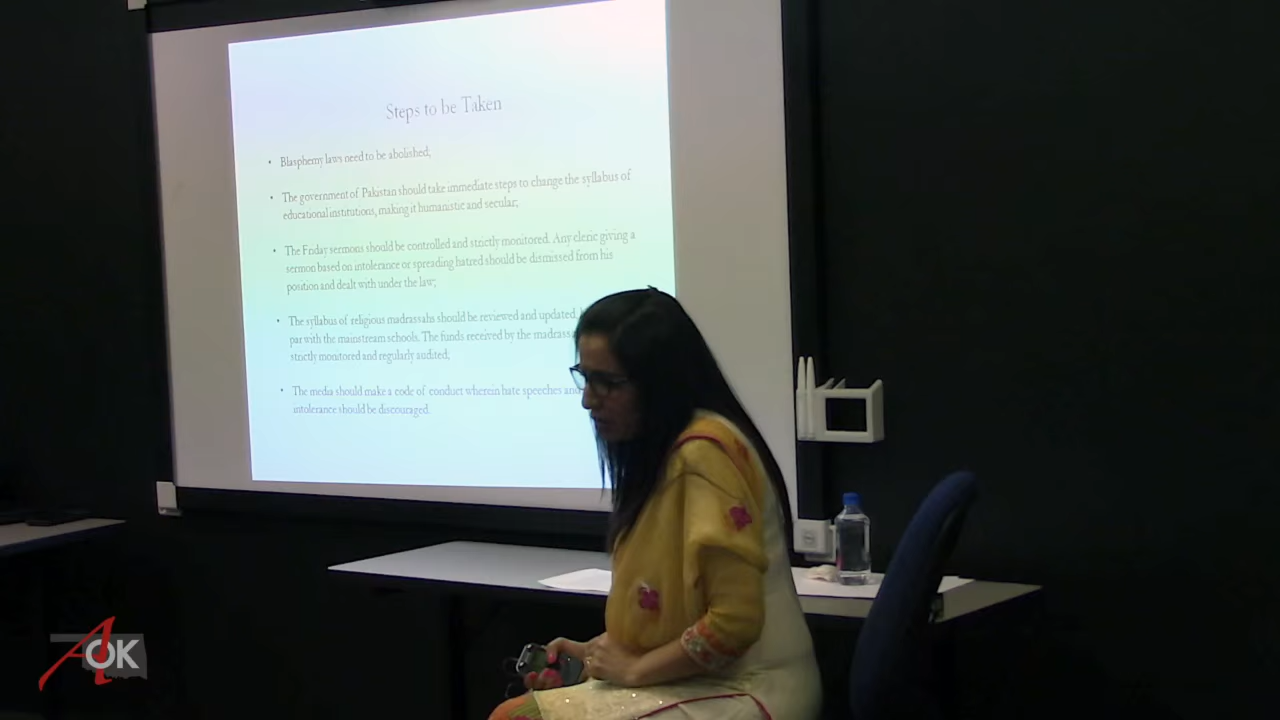 Steps to be Taken
• Blasphemy laws need to be abolished;
• The government of Pakistan should take immediate steps to change the syllabus of
educational institutions, making it humanistic and secular;
• The Friday sermons should be controlled and strictly monitored. Any cleric giving a
sermon based on intolerance or spreading hatred should be dismissed from his
position and dealt with under the law;
• The syllabus of religious madrassahs should be reviewed and updated,
par with the mainstream schools. The funds received by the
strictly monitored and regularly audited;
• The media should make a code of conduct wherein hate speeches and
intolerance should be discouraged.
A
OK